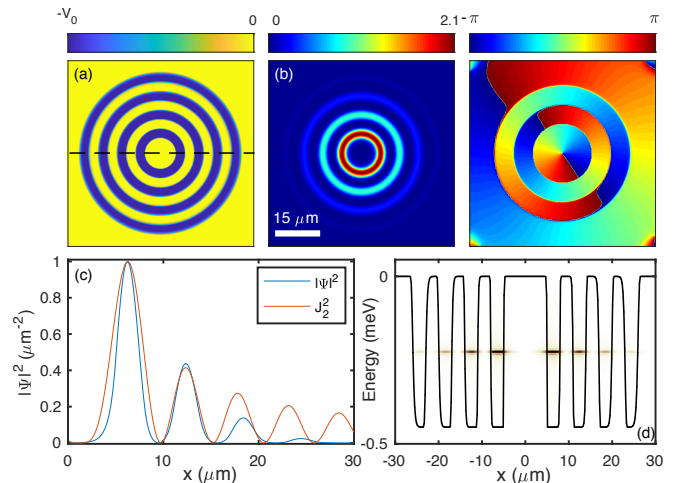 -V₀ 0 0 2.1 -π π
(a) (b)
15 μm
(c)
|Ψ|²
J₂²
|Ψ|² (μm⁻²)
1
0.8
0.6
0.4
0.2
0
0 10 20 30
x (μm)
Energy (meV)
0
-0.5
(d)
-30 -20 -10 0 10 20 30
x (μm)